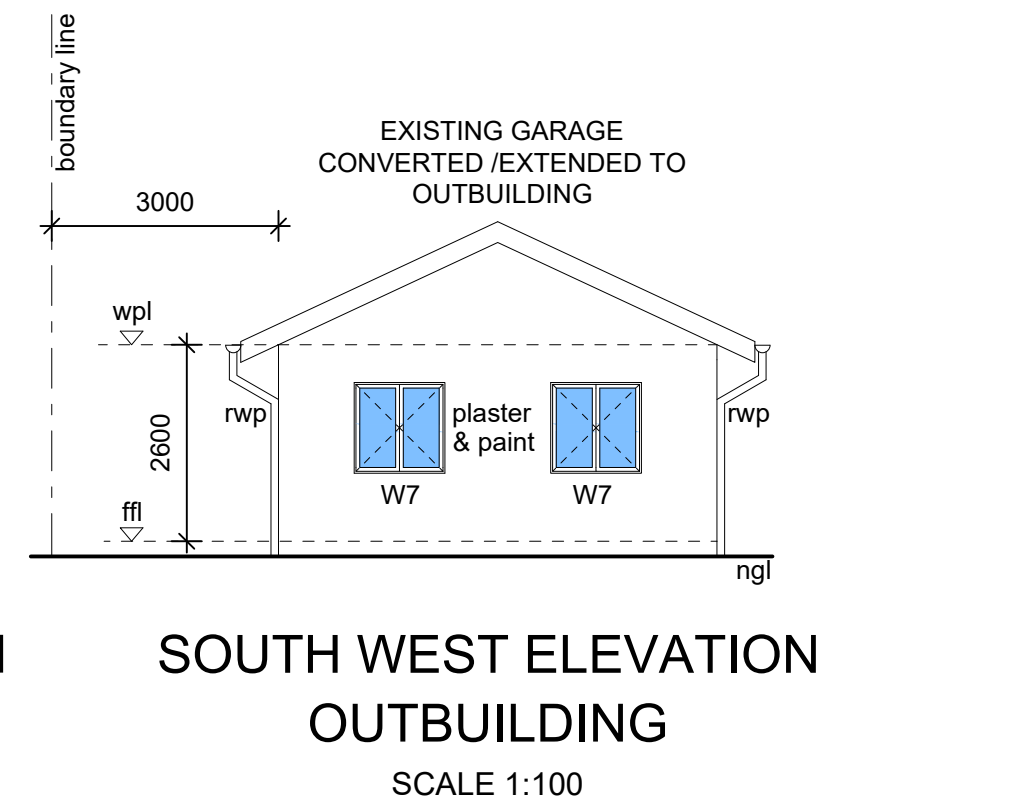 boundary line
EXISTING GARAGE
CONVERTED /EXTENDED TO
OUTBUILDING
3000
wpl
rwp
plaster
& paint
rwp
2600
W7
W7
ffl
ngl
SOUTH WEST ELEVATION
OUTBUILDING
SCALE 1:100